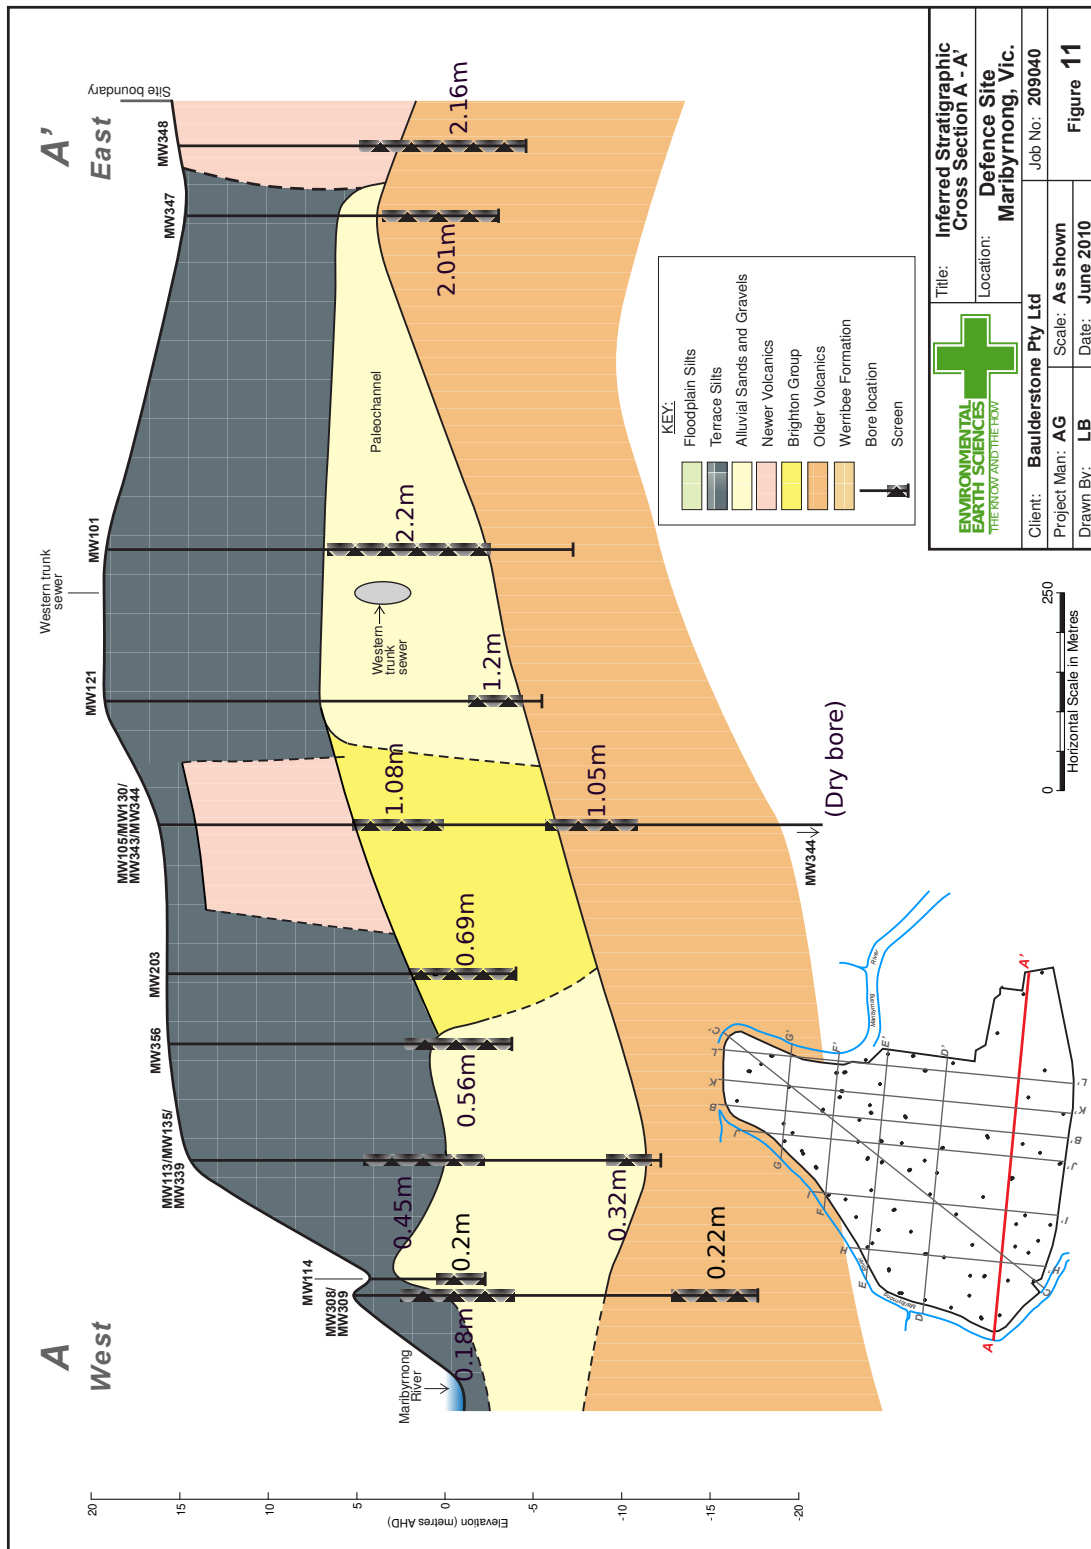 A
West
A'
East
Site boundary
MW348
MW347
MW101
Western trunk
sewer
MW121
MW105/MW130/
MW343/MW344
MW203
MW356
MW113/MW135/
MW339
MW114
MW308/
MW309
Maribyrnong
River
Paleochannel
Western
trunk
sewer
2.16m
2.01m
2.2m
1.2m
1.08m
1.05m
0.69m
0.56m
0.45m
0.32m
0.2m
0.22m
0.18m
MW344
(Dry bore)
20
15
10
5
0
-5
-10
-15
-20
Elevation (metres AHD)
KEY:
Floodplain Silts
Terrace Silts
Alluvial Sands and Gravels
Newer Volcanics
Brighton Group
Older Volcanics
Werribee Formation
Bore location
Screen
0
250
Horizontal Scale in Metres
A
A'
B
B'
C
C'
D
D'
E
E'
F
F'
G
G'
H
H'
I
I'
J
J'
K
K'
L
L'
Maribyrnong
River
Maribyrnong
River
ENVIRONMENTAL
EARTH SCIENCES
THE KNOW AND THE HOW
Title: Inferred Stratigraphic
Cross Section A - A'
Location: Defence Site
Maribyrnong, Vic.
Client: Baulderstone Pty Ltd
Job No: 209040
Project Man: AG
Scale: As shown
Figure 11
Drawn By: LB
Date: June 2010